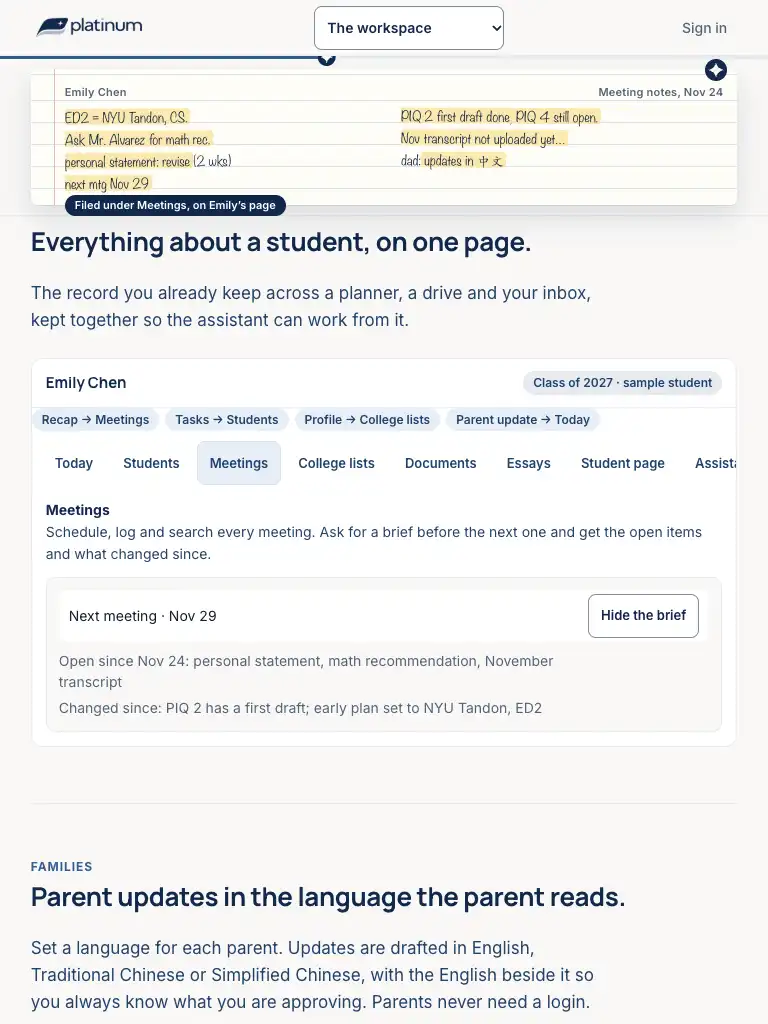 platinum
The workspace
Sign in
Emily Chen
Meeting notes, Nov 24
ED2 = NYU Tandon, CS.
Ask Mr. Alvarez for math rec.
personal statement: revise (2 wks)
next mtg Nov 29
PIQ 2 first draft done, PIQ 4 still open.
Nov transcript not uploaded yet...
dad: updates in 中文
Filed under Meetings, on Emily's page
Everything about a student, on one page.
The record you already keep across a planner, a drive and your inbox,
kept together so the assistant can work from it.
Emily Chen
Class of 2027 · sample student
Recap → Meetings
Tasks → Students
Profile → College lists
Parent update → Today
Today
Students
Meetings
College lists
Documents
Essays
Student page
Assista
Meetings
Schedule, log and search every meeting. Ask for a brief before the next one and get the open items
and what changed since.
Next meeting · Nov 29
Hide the brief
Open since Nov 24: personal statement, math recommendation, November
transcript
Changed since: PIQ 2 has a first draft; early plan set to NYU Tandon, ED2
FAMILIES
Parent updates in the language the parent reads.
Set a language for each parent. Updates are drafted in English,
Traditional Chinese or Simplified Chinese, with the English beside it so
you always know what you are approving. Parents never need a login.